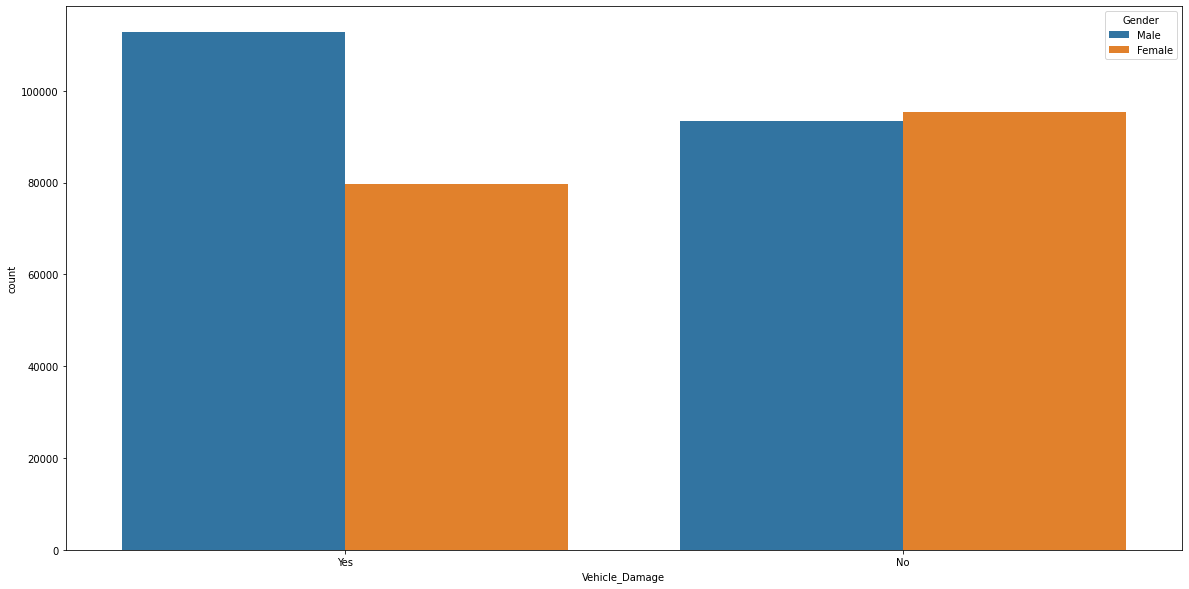 Gender
Male
Female
100000
80000
60000
40000
20000
0
count
Yes
No
Vehicle_Damage